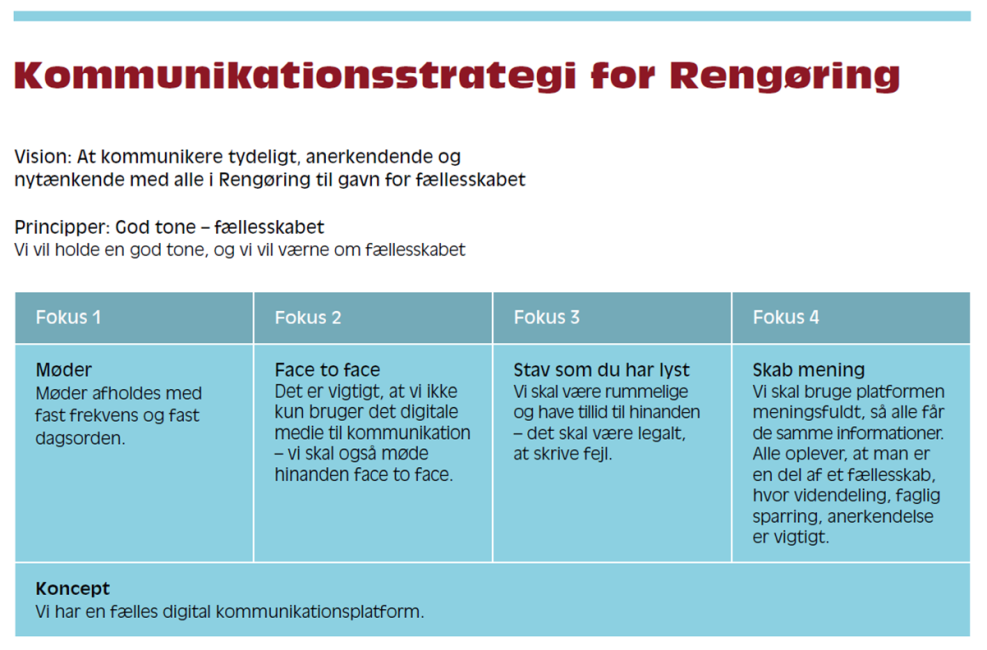 Kommunikationsstrategi for Rengøring
Vision: At kommunikere tydeligt, anerkendende og
nytænkende med alle i Rengøring til gavn for fællesskabet
Principper: God tone – fællesskabet
Vi vil holde en god tone, og vi vil værne om fællesskabet
Fokus 1
Møder
Møder afholdes med
fast frekvens og fast
dagsorden.
Fokus 2
Face to face
Det er vigtigt, at vi ikke
kun bruger det digitale
medie til kommunikation
– vi skal også møde
hinanden face to face.
Fokus 3
Stav som du har lyst
Vi skal være rummelige
og have tillid til hinanden
– det skal være legalt,
at skrive fejl.
Fokus 4
Skab mening
Vi skal bruge platformen
meningsfuldt, så alle får
de samme informationer.
Alle oplever, at man er
en del af et fællesskab,
hvor videndeling, faglig
sparring, anerkendelse
er vigtigt.
Koncept
Vi har en fælles digital kommunikationsplatform.